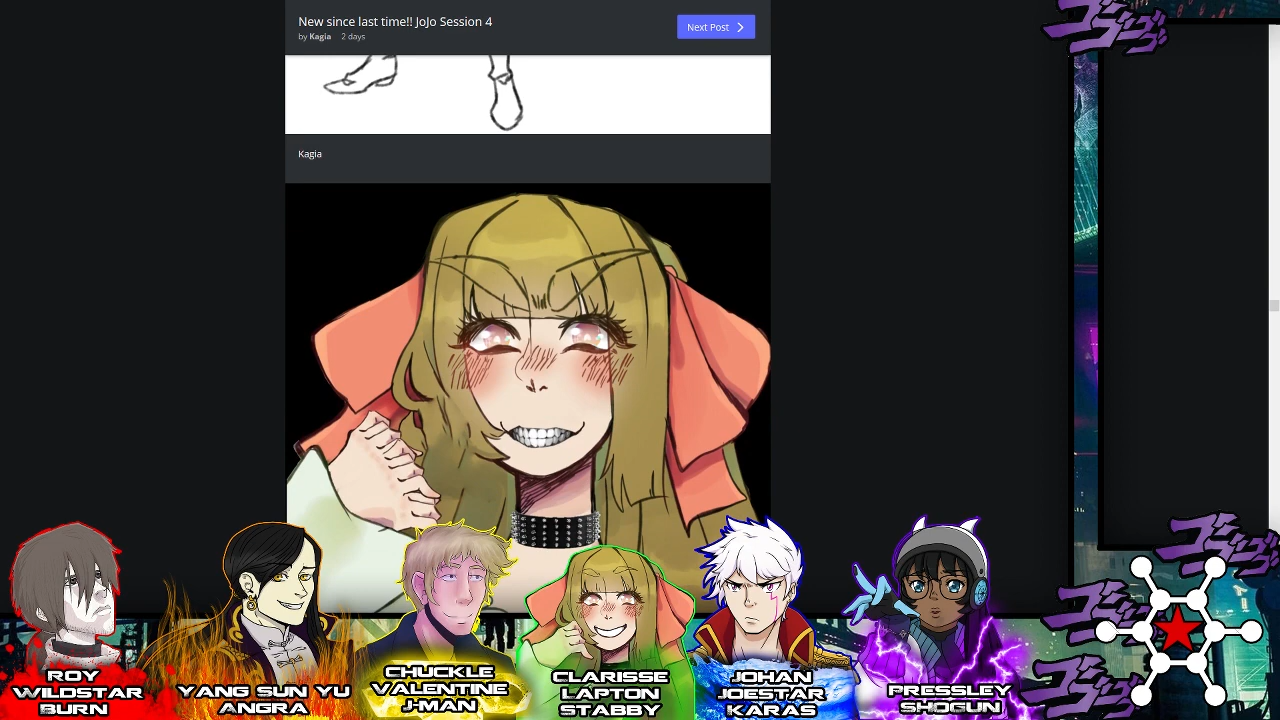 New since last time!! JoJo Session 4
by Kagia 2 days
Next Post
Kagia
ROY
WILDSTAR
BURN
YANG SUN YU
ANGRA
CHUCKLE
VALENTINE
J-MAN
CLARISSE
LAPTON
STABBY
JOHAN
JOESTAR
KARAS
PRESSLEY
SHOGUN